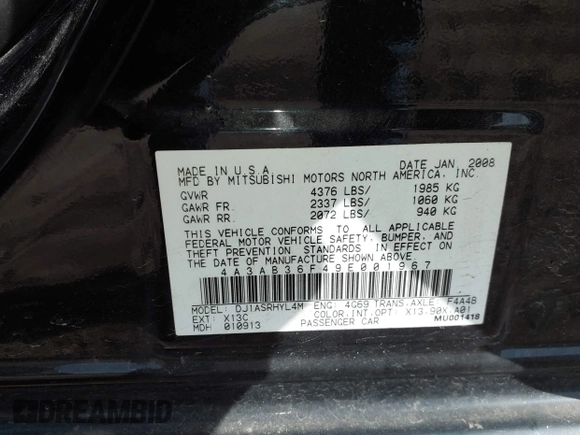 MADE IN U.S.A. DATE JAN. 2008
MFD BY MITSUBISHI MOTORS NORTH AMERICA, INC.
GVWR 4376 LBS/ 1985 KG
GAWR FR. 2337 LBS/ 1060 KG
GAWR RR. 2072 LBS/ 940 KG
THIS VEHICLE CONFORMS TO ALL APPLICABLE
FEDERAL MOTOR VEHICLE SAFETY, BUMPER, AND
THEFT PREVENTION STANDARDS IN EFFECT ON
THE DATE OF MANUFACTURE SHOWN ABOVE.
4A3AB36F49E001967
MODEL: DJ1ASRHYL4M ENG: 4G69 TRANS.AXLE: F4A4B
EXT: X13C COLOR.INT.OPT: X13.90X.A01
MDH 010913 PASSENGER CAR MU001418
DREAMBID